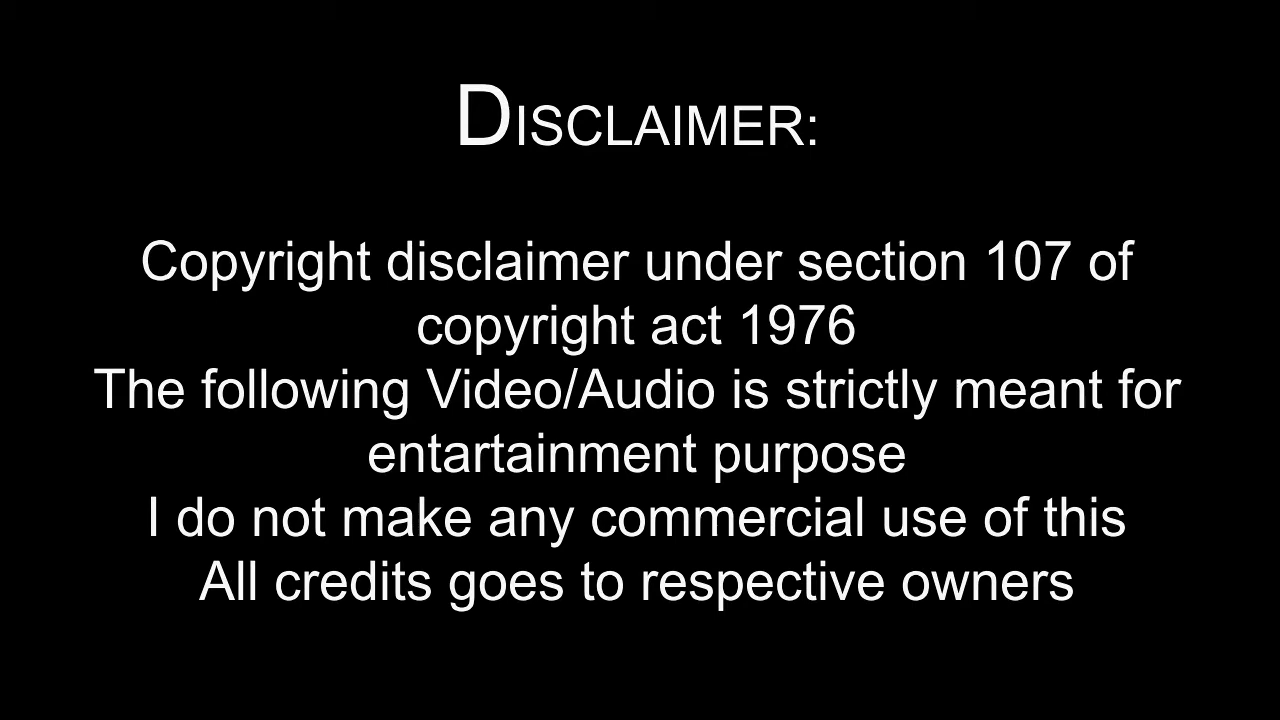 DISCLAIMER:
Copyright disclaimer under section 107 of
copyright act 1976
The following Video/Audio is strictly meant for
entartainment purpose
I do not make any commercial use of this
All credits goes to respective owners